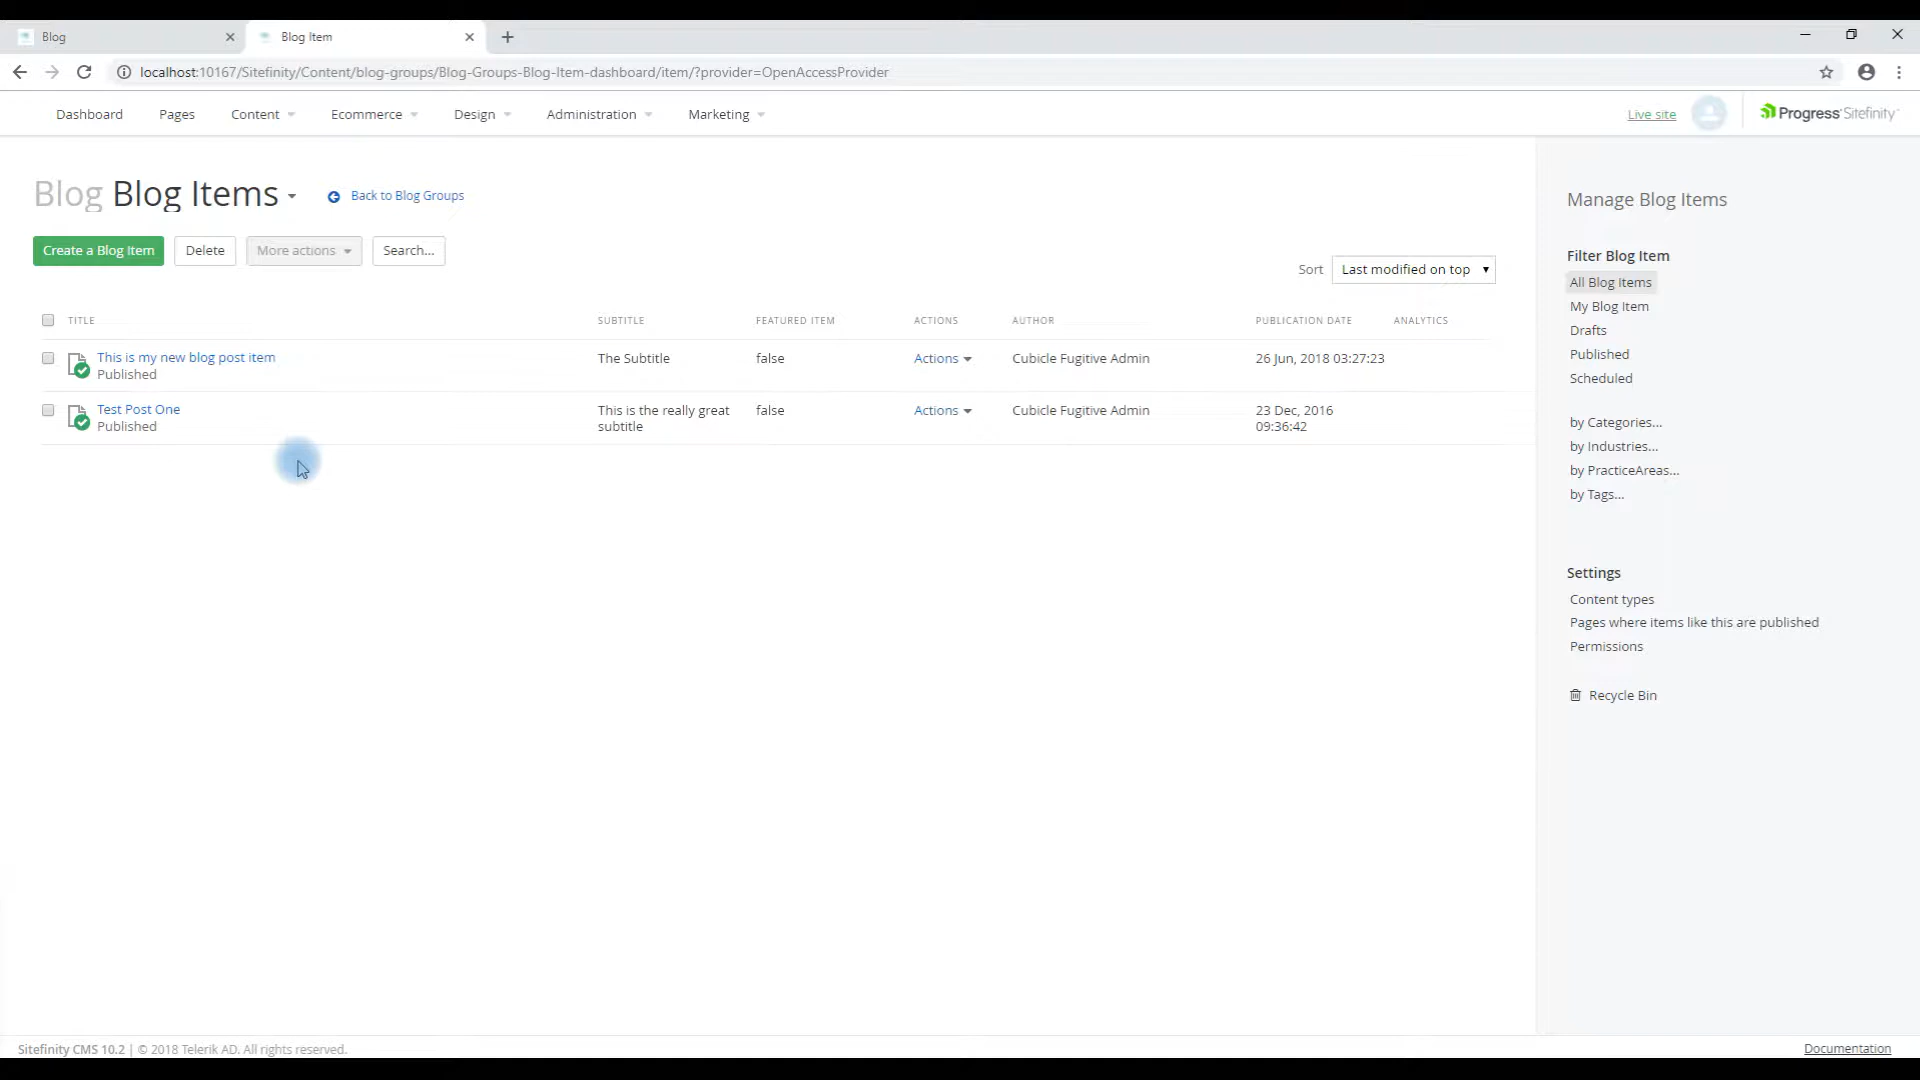 Blog
Blog Item
localhost:10167/Sitefinity/Content/blog-groups/Blog-Groups-Blog-Item-dashboard/item/?provider=OpenAccessProvider
Dashboard Pages Content Ecommerce Design Administration Marketing
Live site
Progress Sitefinity
Blog Blog Items
Back to Blog Groups
Create a Blog Item Delete More actions Search...
Sort Last modified on top
TITLE SUBTITLE FEATURED ITEM ACTIONS AUTHOR PUBLICATION DATE ANALYTICS
This is my new blog post item The Subtitle false Actions Cubicle Fugitive Admin 26 Jun, 2018 03:27:23
Published
Test Post One This is the really great false Actions Cubicle Fugitive Admin 23 Dec, 2016
Published subtitle 09:36:42
Manage Blog Items
Filter Blog Item
All Blog Items
My Blog Item
Drafts
Published
Scheduled
by Categories...
by Industries...
by PracticeAreas...
by Tags...
Settings
Content types
Pages where items like this are published
Permissions
Recycle Bin
Sitefinity CMS 10.2 | © 2018 Telerik AD. All rights reserved.
Documentation